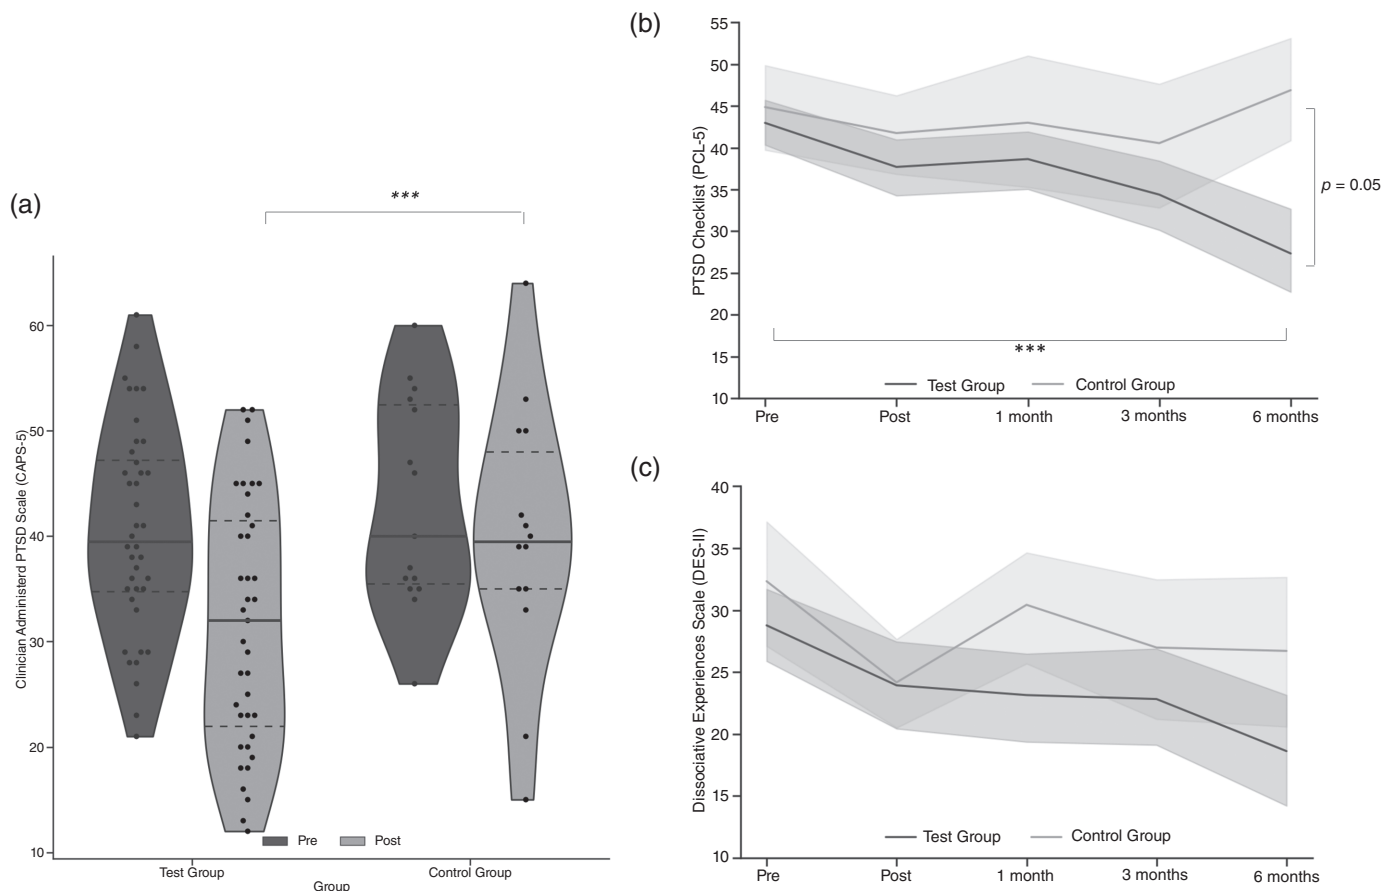 (a)
***
Clinician Administerd PTSD Scale (CAPS-5)
60
50
40
30
20
10
Pre
Post
Test Group
Control Group
Group
(b)
PTSD Checklist (PCL-5)
55
50
45
40
35
30
25
20
15
10
p = 0.05
***
Test Group
Control Group
Pre
Post
1 month
3 months
6 months
(c)
Dissociative Experiences Scale (DES-II)
40
35
30
25
20
15
10
Test Group
Control Group
Pre
Post
1 month
3 months
6 months